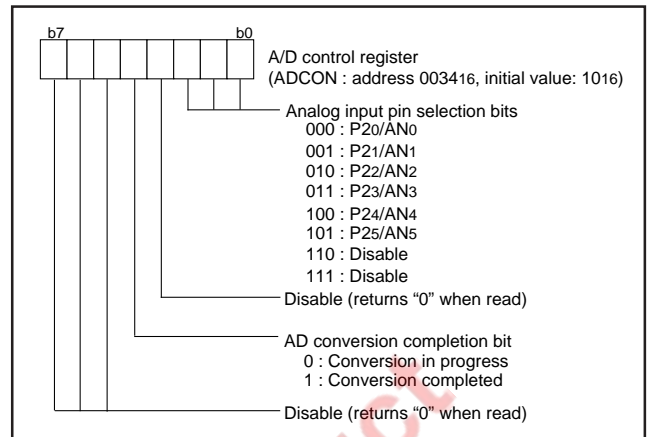 b7 b0
A/D control register
(ADCON : address 003416, initial value: 1016)
Analog input pin selection bits
000 : P20/AN0
001 : P21/AN1
010 : P22/AN2
011 : P23/AN3
100 : P24/AN4
101 : P25/AN5
110 : Disable
111 : Disable
Disable (returns “0” when read)
AD conversion completion bit
0 : Conversion in progress
1 : Conversion completed
Disable (returns “0” when read)